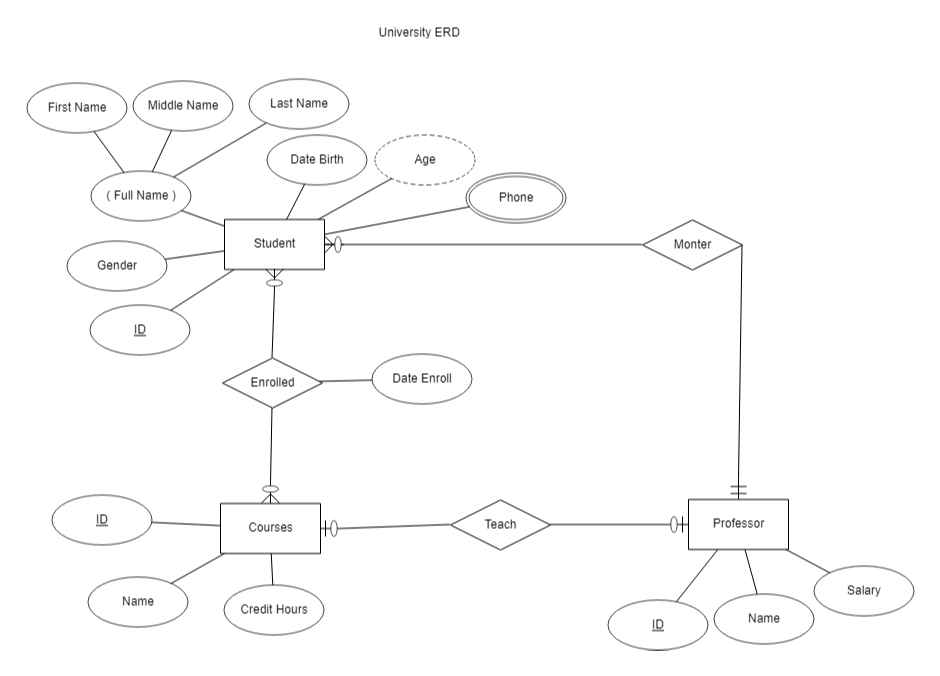 University ERD
First Name
Middle Name
Last Name
Date Birth
Age
( Full Name )
Phone
Student
Monter
Gender
ID
Enrolled
Date Enroll
ID
Courses
Teach
Professor
Name
Credit Hours
Salary
ID
Name